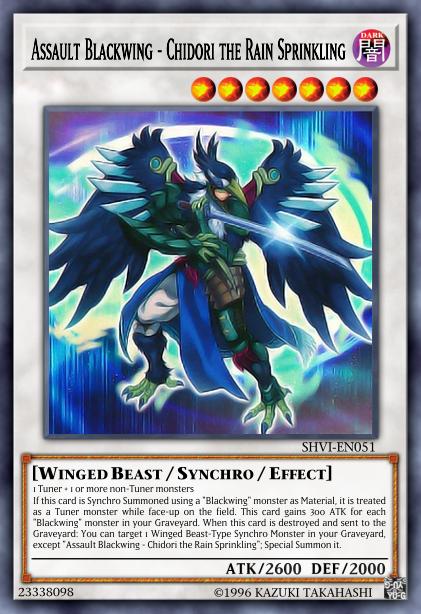 Assault Blackwing - Chidori the Rain Sprinkling
DARK
闇
SHVI-EN051
[Winged Beast / Synchro / Effect]
1 Tuner + 1 or more non-Tuner monsters
If this card is Synchro Summoned using a "Blackwing" monster as Material, it is treated
as a Tuner monster while face-up on the field. This card gains 300 ATK for each
"Blackwing" monster in your Graveyard. When this card is destroyed and sent to the
Graveyard: You can target 1 Winged Beast-Type Synchro Monster in your Graveyard,
except "Assault Blackwing - Chidori the Rain Sprinkling"; Special Summon it.
ATK/2600 DEF/2000
23338098
©1996 KAZUKI TAKAHASHI